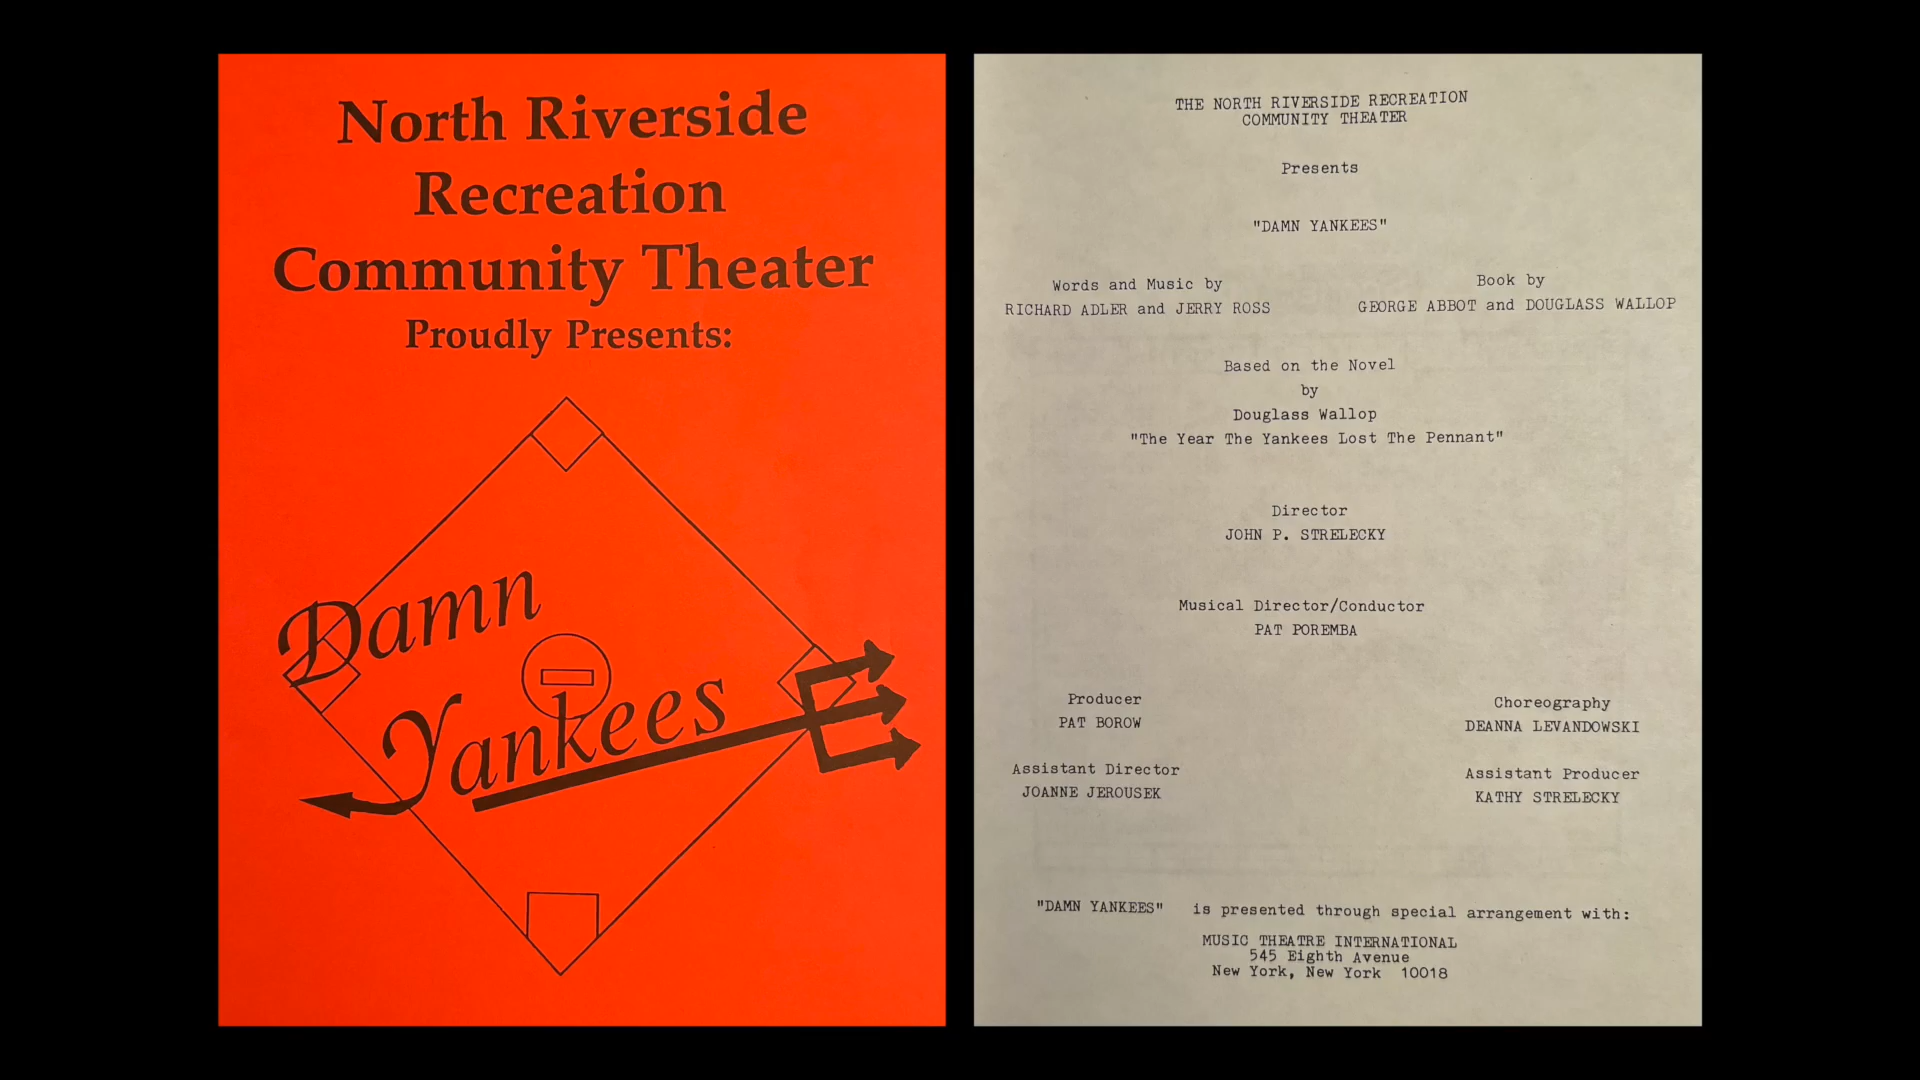 North Riverside
Recreation
Community Theater
Proudly Presents:
Damn
Yankees
THE NORTH RIVERSIDE RECREATION
COMMUNITY THEATER
Presents
"DAMN YANKEES"
Words and Music by
RICHARD ADLER and JERRY ROSS
Book by
GEORGE ABBOT and DOUGLASS WALLOP
Based on the Novel
by
Douglass Wallop
"The Year The Yankees Lost The Pennant"
Director
JOHN P. STRELECKY
Musical Director/Conductor
PAT POREMBA
Producer
PAT BOROW
Choreography
DEANNA LEVANDOWSKI
Assistant Director
JOANNE JEROUSEK
Assistant Producer
KATHY STRELECKY
"DAMN YANKEES" is presented through special arrangement with:
MUSIC THEATRE INTERNATIONAL
545 Eighth Avenue
New York, New York 10018